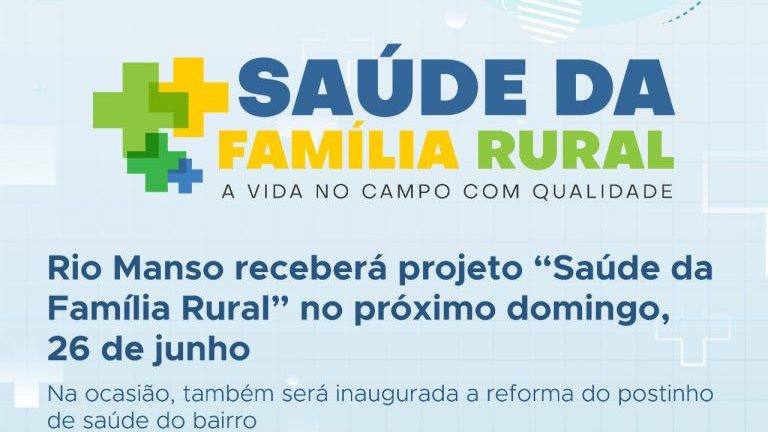 SAÚDE DA
FAMÍLIA RURAL
A VIDA NO CAMPO COM QUALIDADE
Rio Manso receberá projeto “Saúde da
Família Rural” no próximo domingo,
26 de junho
Na ocasião, também será inaugurada a reforma do postinho
de saúde do bairro